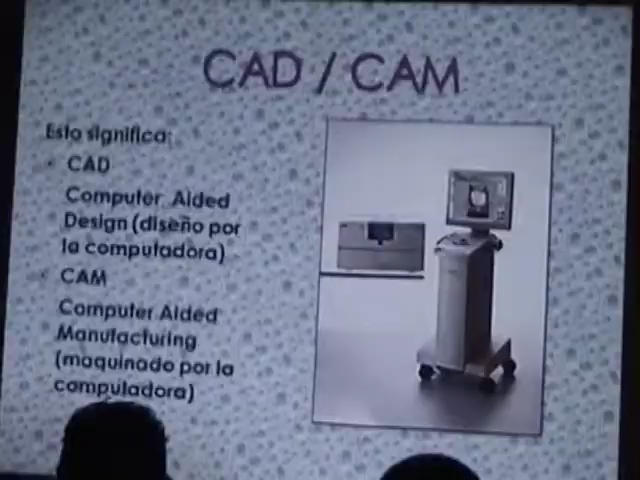 CAD / CAM
Esto significa:
CAD
Computer Aided
Design (diseño por
la computadora)
CAM
Computer Aided
Manufacturing
(maquinado por la
computadora)